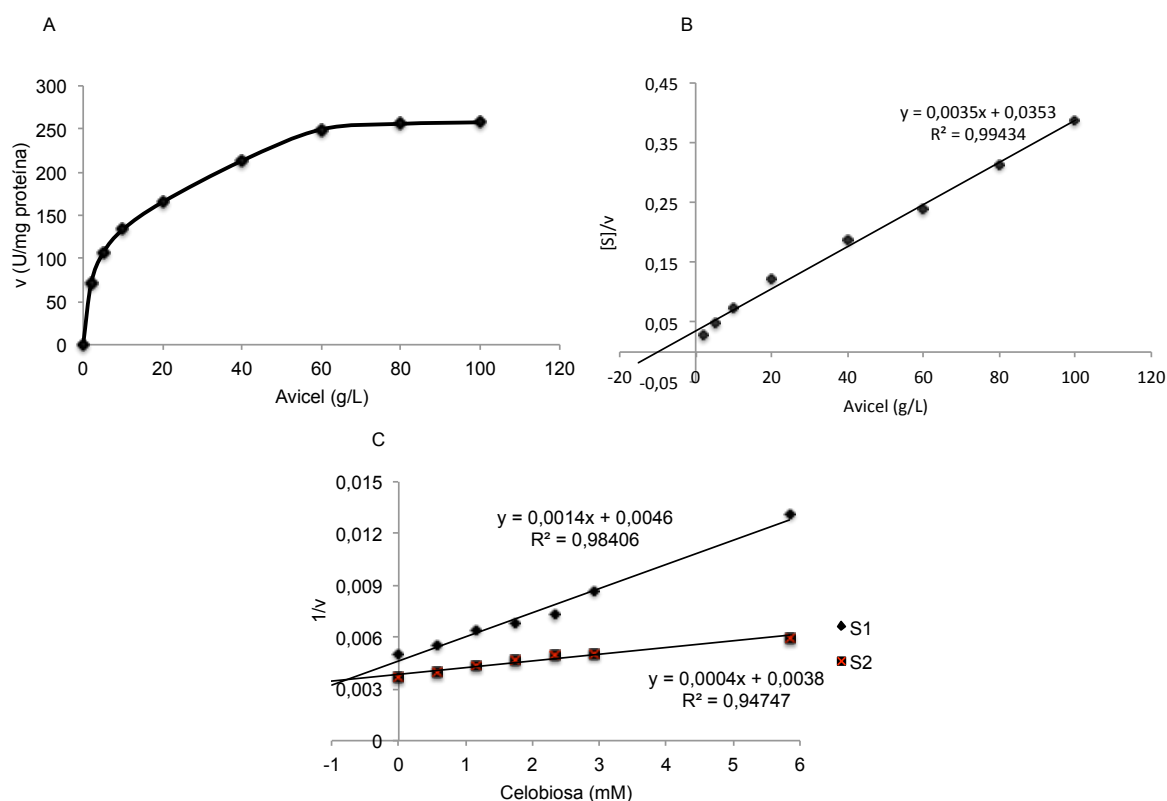 A
300
250
200
150
100
50
0
v (U/mg proteína)
0 20 40 60 80 100 120
Avicel (g/L)
B
0,45
0,35
0,25
0,15
0,05
-0,05
[S]/v
y = 0,0035x + 0,0353
R² = 0,99434
-20 0 20 40 60 80 100 120
Avicel (g/L)
C
0,015
0,012
0,009
0,006
0,003
0
1/v
y = 0,0014x + 0,0046
R² = 0,98406
S1
S2
y = 0,0004x + 0,0038
R² = 0,94747
-1 0 1 2 3 4 5 6
Celobiosa (mM)